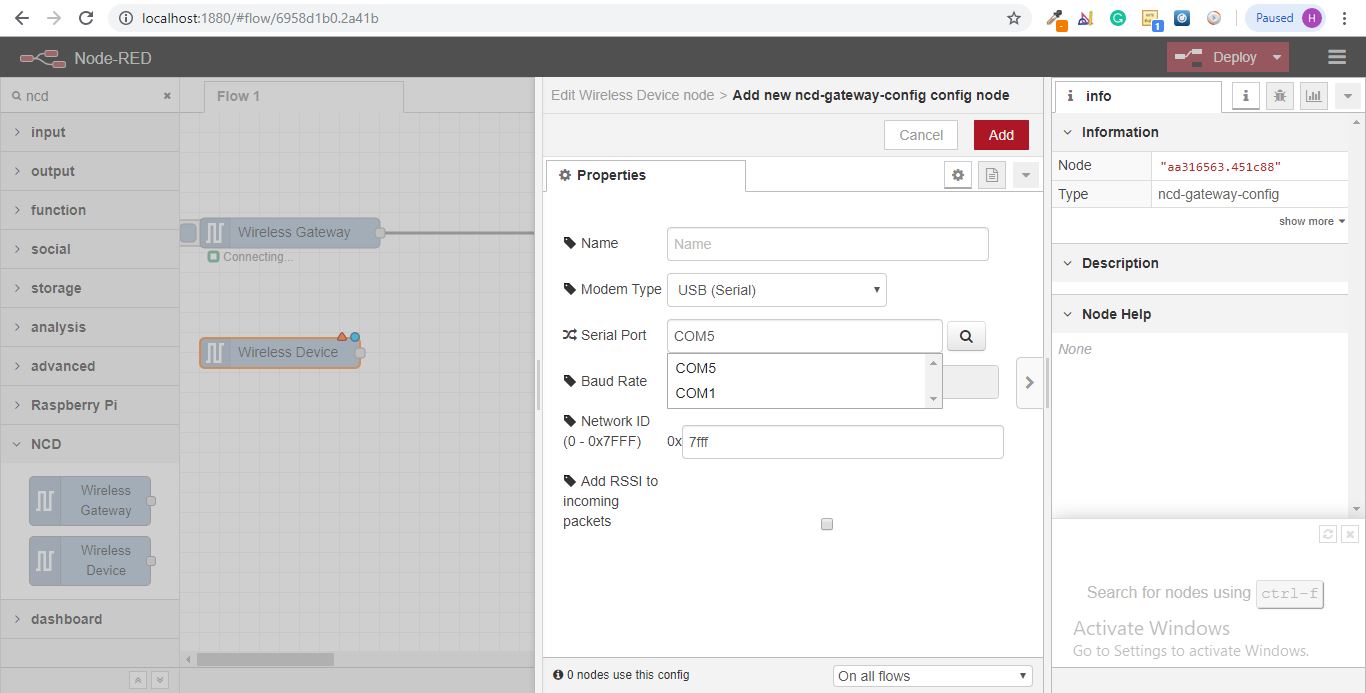 localhost:1880/#flow/6958d1b0.2a41b
1
Paused
H
Node-RED
Deploy
ncd
input
output
function
social
storage
analysis
advanced
Raspberry Pi
NCD
Wireless
Gateway
Wireless
Device
dashboard
Flow 1
Wireless Gateway
Connecting...
Wireless Device
Edit Wireless Device node > Add new ncd-gateway-config config node
Cancel
Add
Properties
Name
Name
Modem Type
USB (Serial)
Serial Port
COM5
COM5
COM1
Baud Rate
Network ID
(0 - 0x7FFF)
0x
7fff
Add RSSI to
incoming
packets
0 nodes use this config
On all flows
info
Information
Node
"aa316563.451c88"
Type
ncd-gateway-config
show more
Description
Node Help
None
Search for nodes using ctrl-f
Activate Windows
Go to Settings to activate Windows.